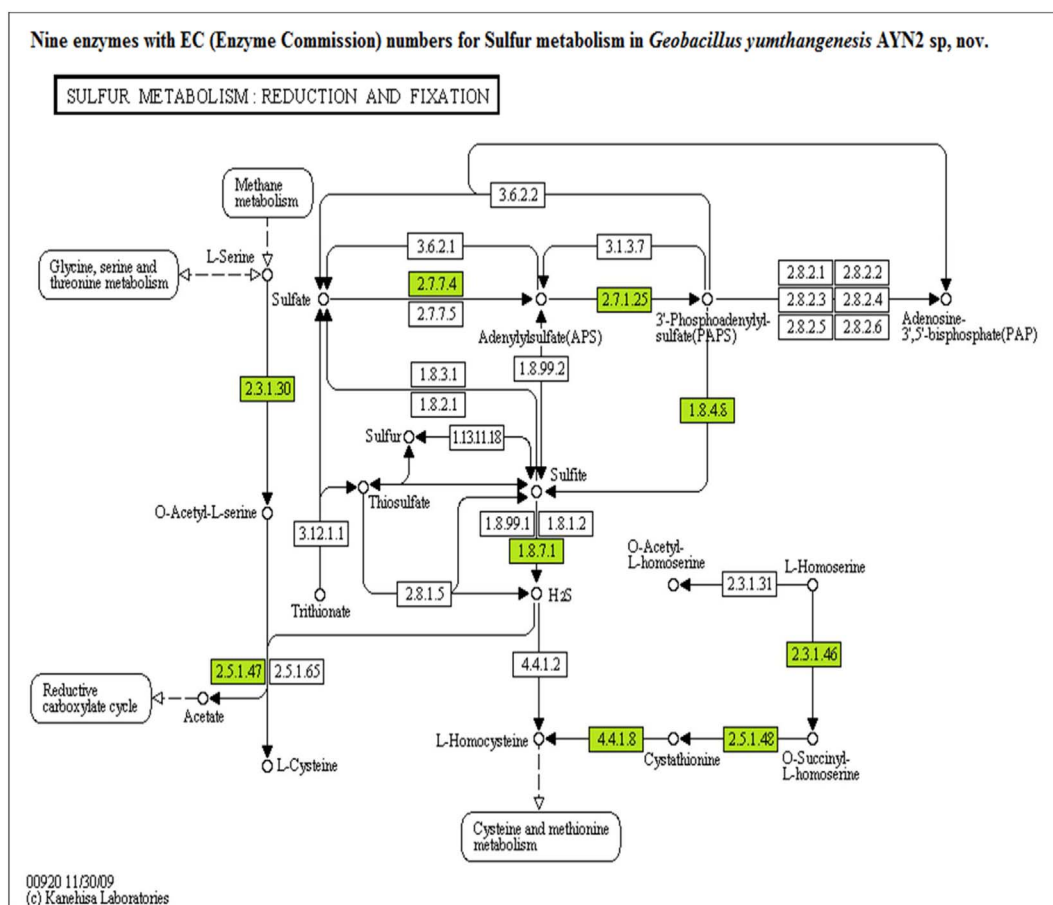 Nine enzymes with EC (Enzyme Commission) numbers for Sulfur metabolism in Geobacillus yumthangenesis AYN2 sp, nov.
SULFUR METABOLISM : REDUCTION AND FIXATION
Methane
metabolism
3.6.2.2
Glycine, serine and
threonine metabolism
L-Serine
3.6.2.1
3.1.3.7
2.7.7.4
2.7.7.5
2.7.1.25
2.8.2.1
2.8.2.2
2.8.2.3
2.8.2.4
2.8.2.5
2.8.2.6
Sulfate
Adenylylsulfate(APS)
3'-Phosphoadenylyl-
sulfate(PAPS)
Adenosine-
3',5'-bisphosphate(PAP)
1.8.99.2
2.3.1.30
1.8.3.1
1.8.2.1
1.8.4.8
Sulfur
1.13.11.18
Sulfite
Thiosulfate
O-Acetyl-L-serine
3.12.1.1
1.8.99.1
1.8.1.2
1.8.7.1
O-Acetyl-
L-homoserine
L-Homoserine
2.3.1.31
Trithionate
2.8.1.5
H2S
2.5.1.47
2.5.1.65
4.4.1.2
2.3.1.46
Reductive
carboxylate cycle
Acetate
L-Homocysteine
4.4.1.8
Cystathionine
2.5.1.48
O-Succinyl-
L-homoserine
L-Cysteine
Cysteine and methionine
metabolism
00920 11/30/09
(c) Kanehisa Laboratories